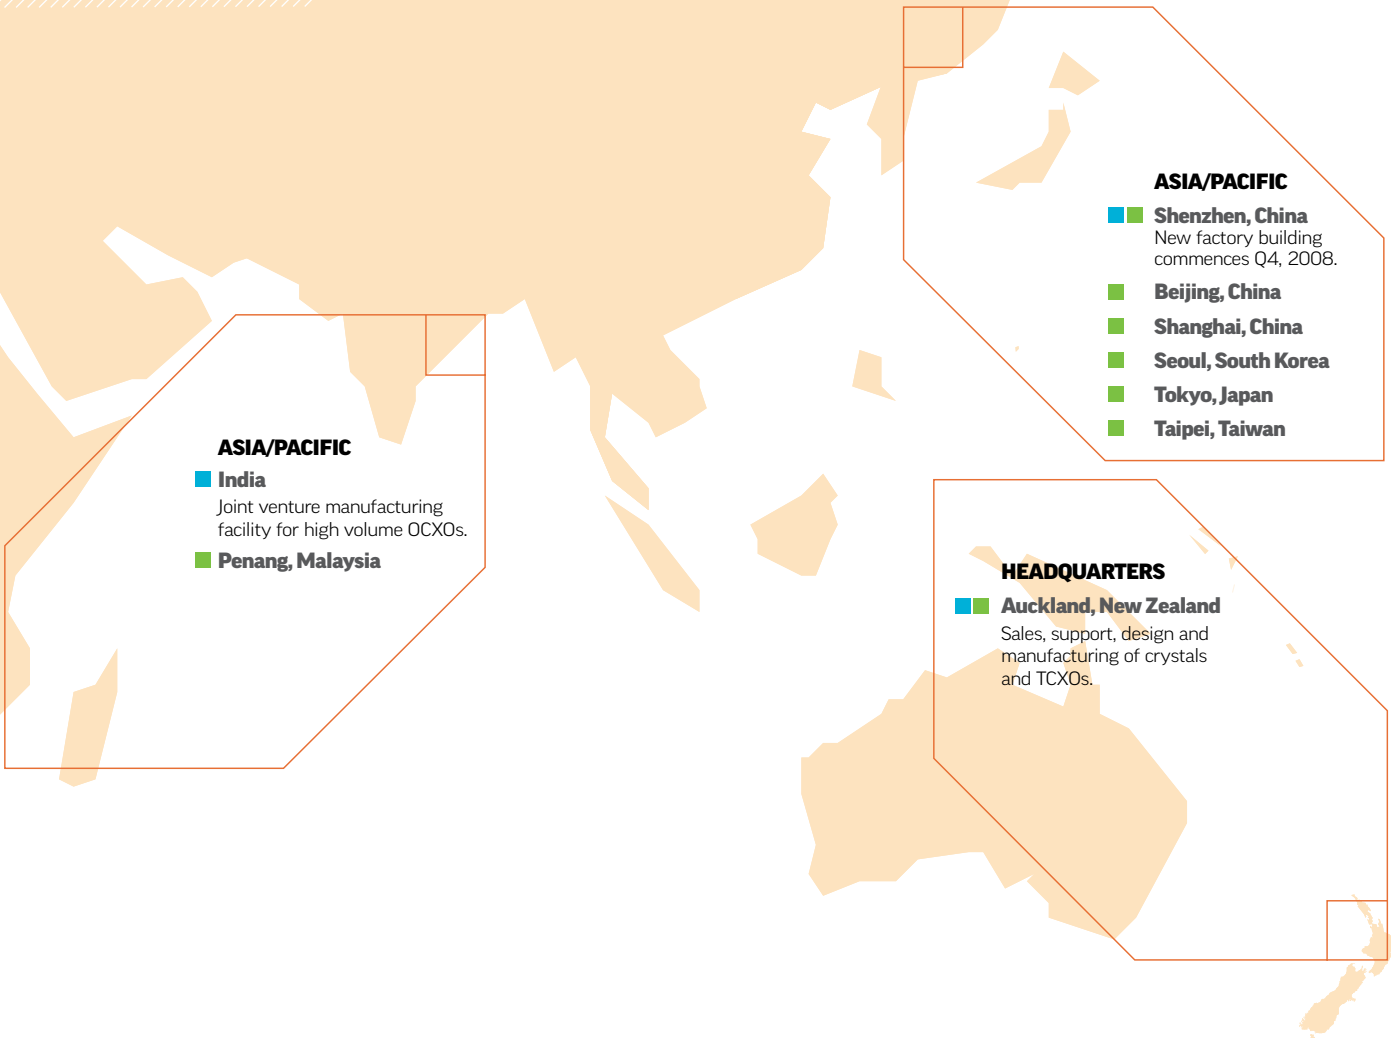 ASIA/PACIFIC
Shenzhen, China
New factory building
commences Q4, 2008.
Beijing, China
Shanghai, China
Seoul, South Korea
Tokyo, Japan
Taipei, Taiwan
ASIA/PACIFIC
India
Joint venture manufacturing
facility for high volume OCXOs.
Penang, Malaysia
HEADQUARTERS
Auckland, New Zealand
Sales, support, design and
manufacturing of crystals
and TCXOs.